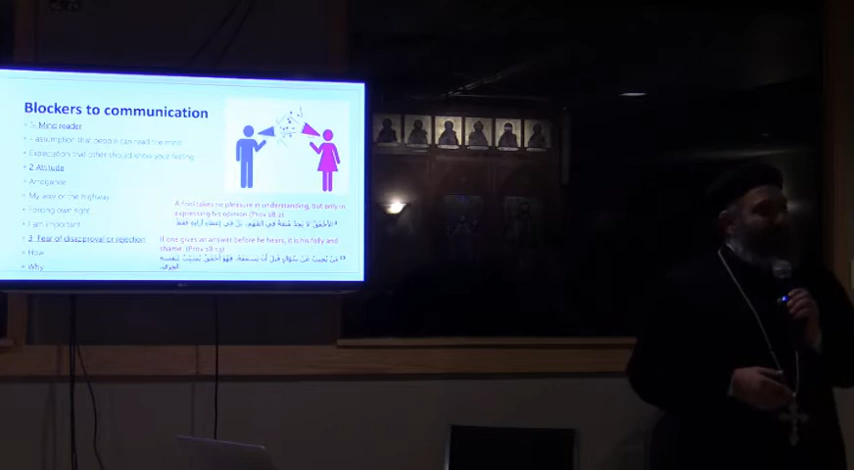 Blockers to communication
Mind reader
- assumption that people can read the mind
Expectation that other should know your feeling
2 Attitude
Arrogance
My way or the highway
Forcing own right
I am important
3 Fear of disapproval or rejection
How
Why
A fool takes no pleasure in understanding, but only in
expressing his opinion (Prov 18:2)
If one gives an answer before he hears, it is his folly and
shame. (Prov 18:13)
LG